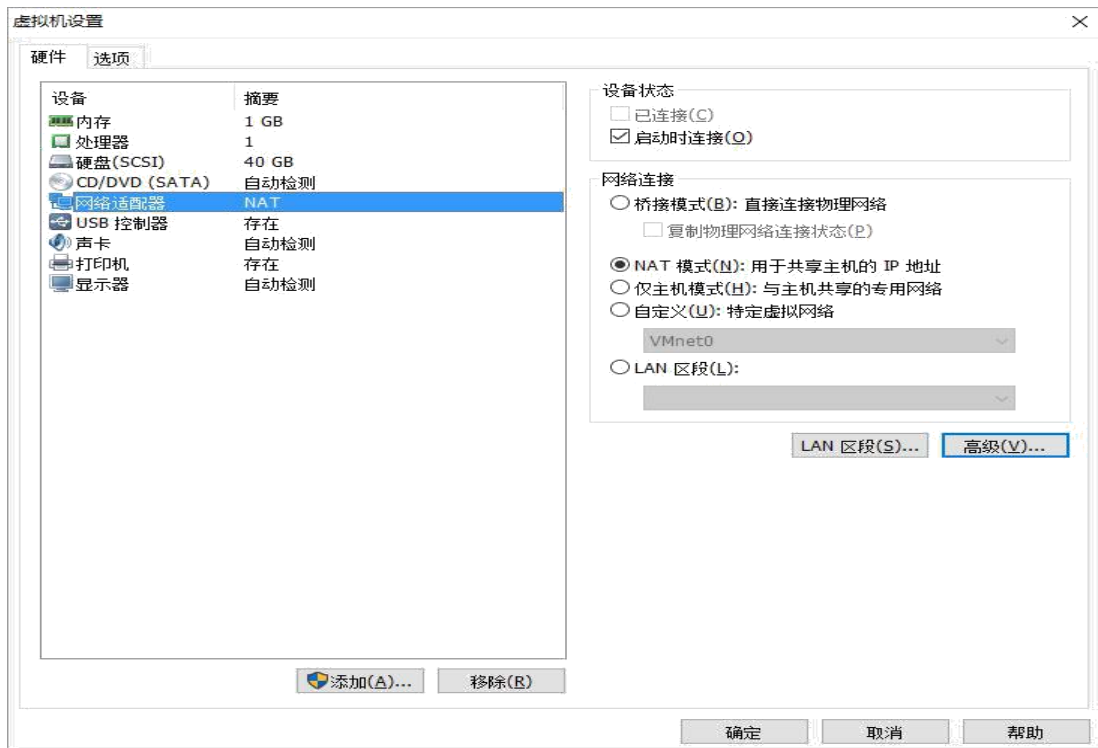 虚拟机设置
硬件 选项
设备 摘要
内存 1 GB
处理器 1
硬盘(SCSI) 40 GB
CD/DVD (SATA) 自动检测
网络适配器 NAT
USB 控制器 存在
声卡 自动检测
打印机 存在
显示器 自动检测
添加(A)... 移除(R)
设备状态
已连接(C)
启动时连接(O)
网络连接
桥接模式(B): 直接连接物理网络
复制物理网络连接状态(P)
NAT 模式(N): 用于共享主机的 IP 地址
仅主机模式(H): 与主机共享的专用网络
自定义(U): 特定虚拟网络
VMnet0
LAN 区段(L):
LAN 区段(S)... 高级(V)...
确定 取消 帮助